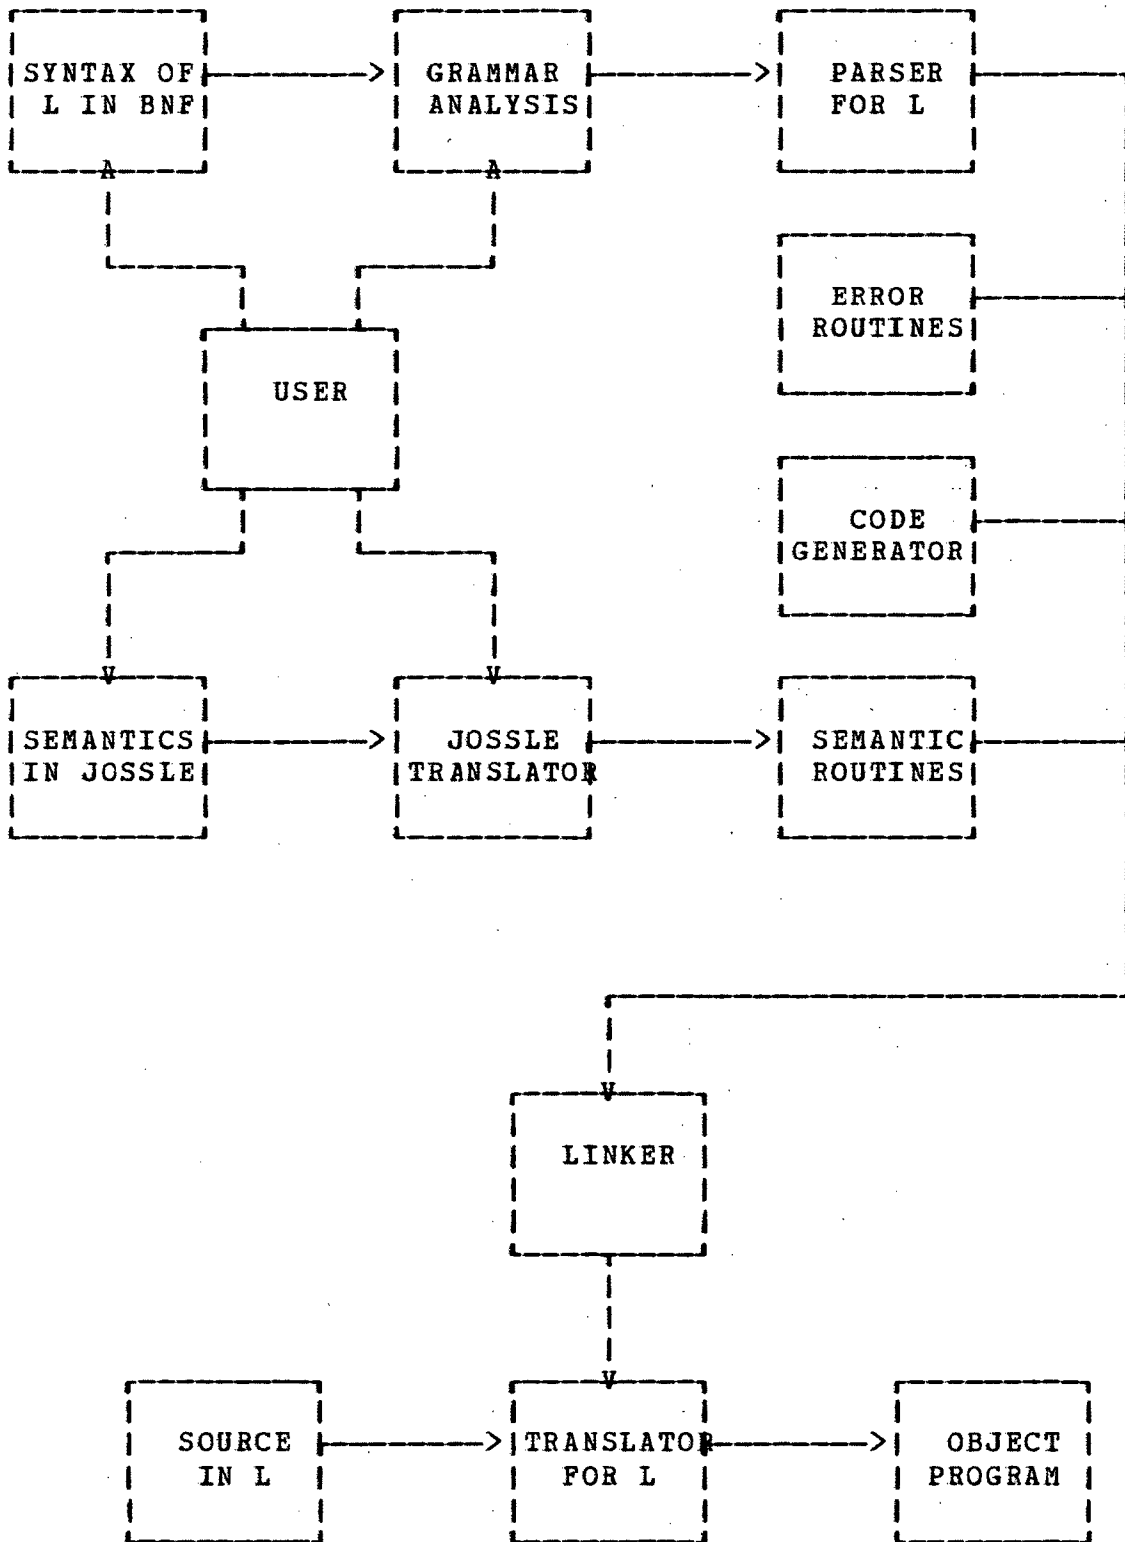 SYNTAX OF
L IN BNF
GRAMMAR
ANALYSIS
PARSER
FOR L
ERROR
ROUTINES
USER
CODE
GENERATOR
SEMANTICS
IN JOSSLE
JOSSLE
TRANSLATOR
SEMANTIC
ROUTINES
LINKER
SOURCE
IN L
TRANSLATOR
FOR L
OBJECT
PROGRAM